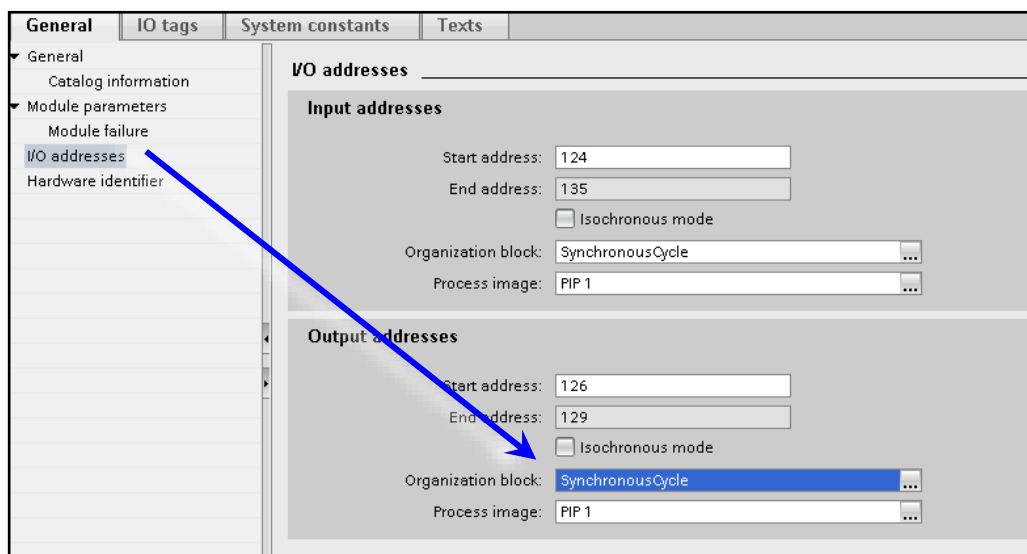 General IO tags System constants Texts
General
Catalog information
Module parameters
Module failure
I/O addresses
Hardware identifier
I/O addresses
Input addresses
Start address: 124
End address: 135
Isochronous mode
Organization block: SynchronousCycle ...
Process image: PIP 1 ...
Output addresses
Start address: 126
End address: 129
Isochronous mode
Organization block: SynchronousCycle ...
Process image: PIP 1 ...